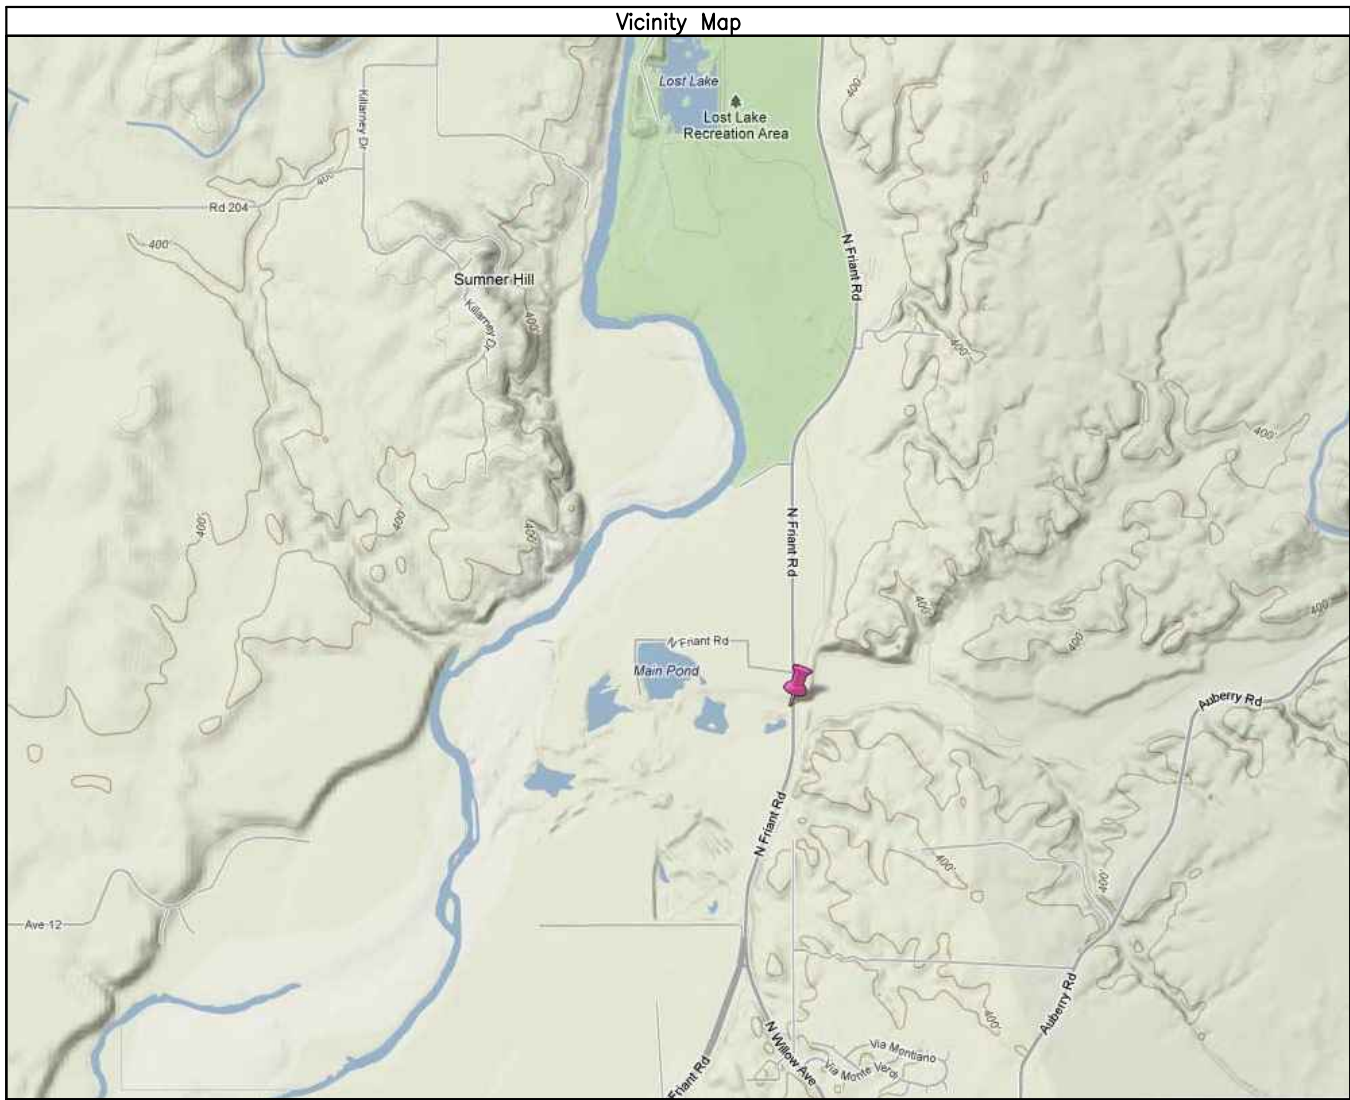 Vicinity Map
Lost Lake
400'
Lost Lake
Recreation Area
Killarney Dr
400'
Rd 204
400'
N Friant Rd
Sumner Hill
Killarney Dr
400'
400'
400'
400'
400'
400'
N Friant Rd
400'
400'
400'
N Friant Rd
Main Pond
Auberry Rd
N Friant Rd
400'
400'
Ave 12
Auberry Rd
400'
N Willow Ave
Via Montiano
Via Monte Verdi
Friant Rd